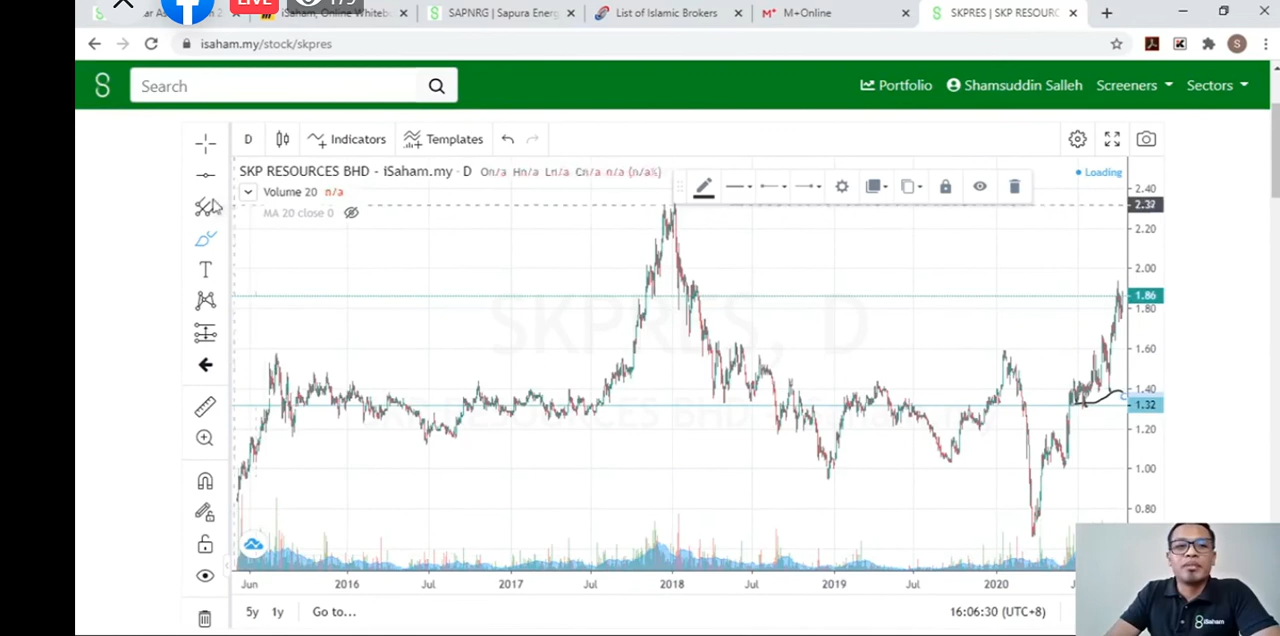 LIVE
SAPNRG | Sapura Ener
List of Islamic Brokers
M+Online
SKPRES | SKP RESOURC
isaham.my/stock/skpres
S
Search
Portfolio
Shamsuddin Salleh
Screeners
Sectors
D
Indicators
Templates
SKP RESOURCES BHD - iSaham.my · D On/a Hn/a Ln/a Cn/a n/a (n/a%)
Loading
Volume 20 n/a
MA 20 close 0
T
2.40
2.20
2.00
1.86
1.80
1.60
1.40
1.32
1.20
1.00
0.80
SKPRES, D
Jun
2016
Jul
2017
Jul
2018
Jul
2019
Jul
2020
5y
1y
Go to...
16:06:30 (UTC+8)
iSaham